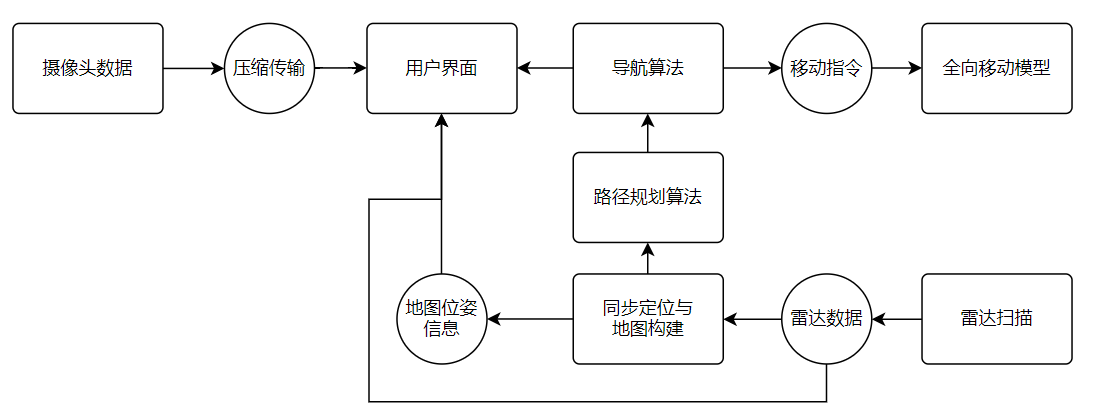 摄像头数据
压缩传输
用户界面
导航算法
移动指令
全向移动模型
路径规划算法
地图位姿
信息
同步定位与
地图构建
雷达数据
雷达扫描